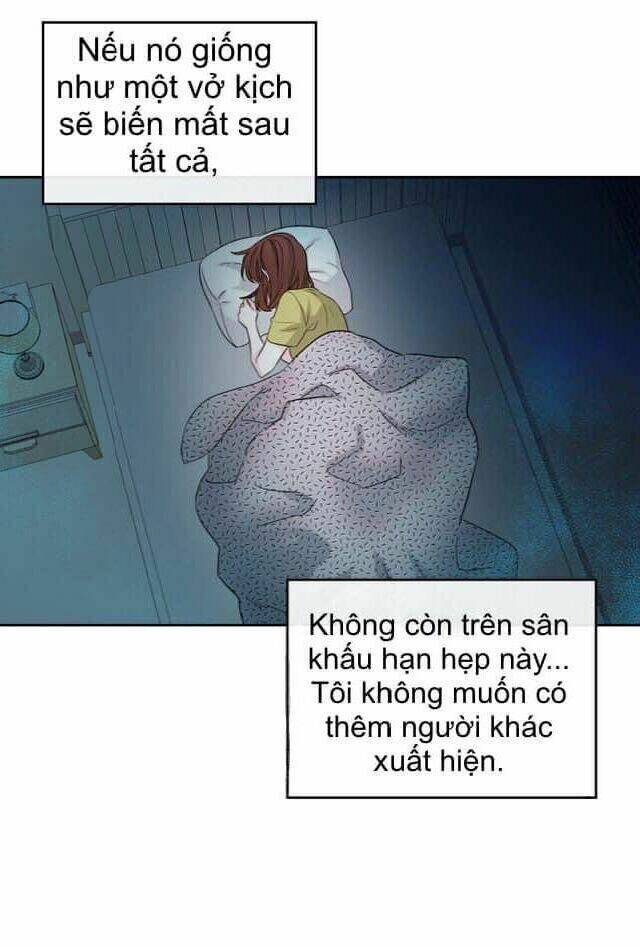 Nếu nó giống
như một vở kịch
sẽ biến mất sau
tất cả,
Không còn trên sân
khấu hạn hẹp này...
Tôi không muốn có
thêm người khác
xuất hiện.